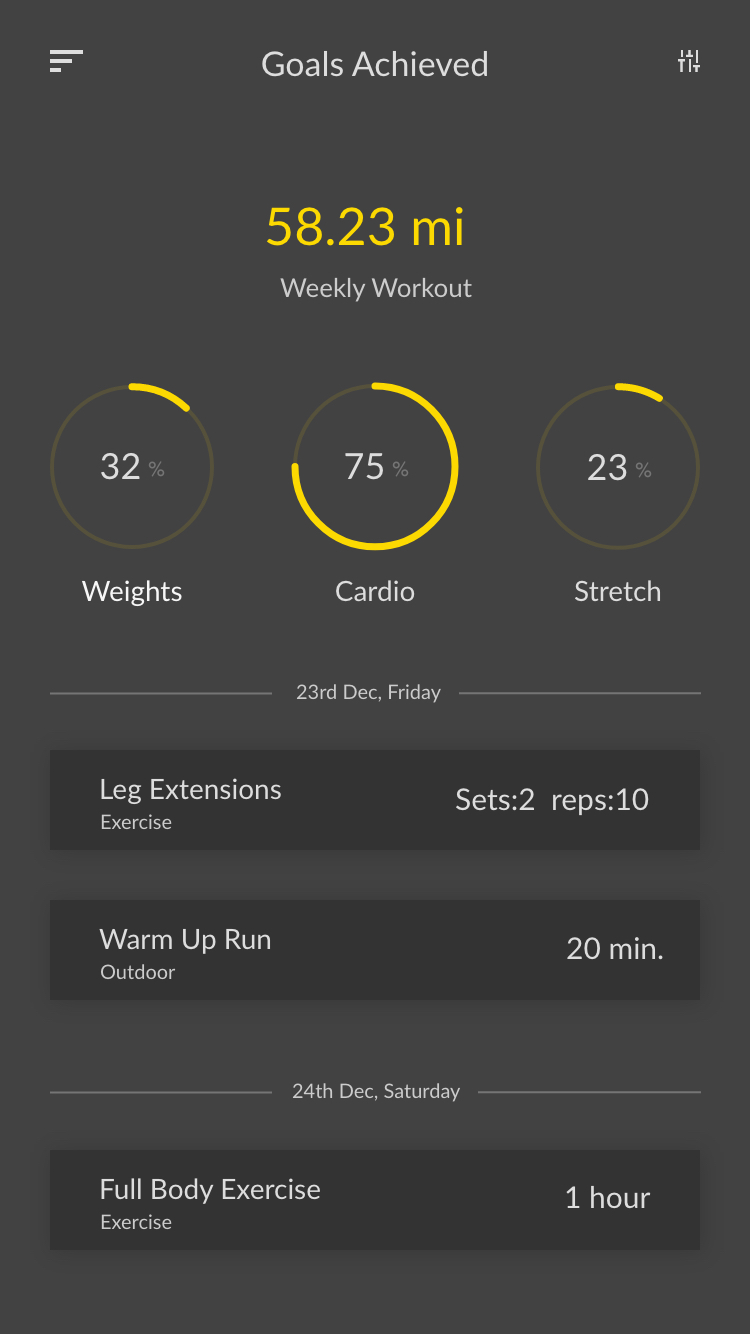 Goals Achieved
58.23 mi
Weekly Workout
32 %
75 %
23 %
Weights
Cardio
Stretch
23rd Dec, Friday
Leg Extensions
Exercise
Sets:2 reps:10
Warm Up Run
Outdoor
20 min.
24th Dec, Saturday
Full Body Exercise
Exercise
1 hour